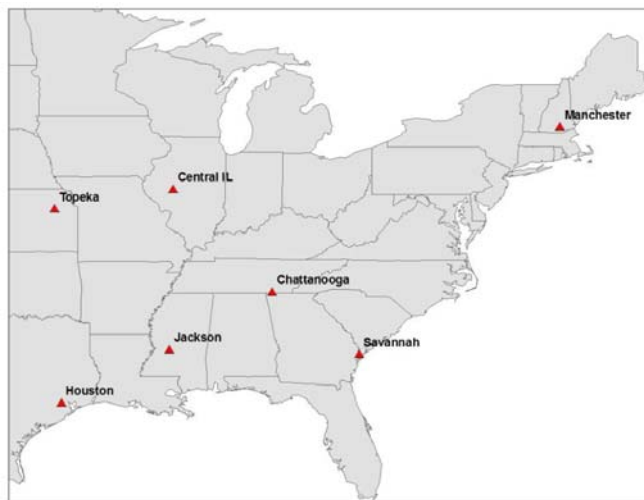 Manchester
Central IL
Topeka
Chattanooga
Jackson
Savannah
Houston